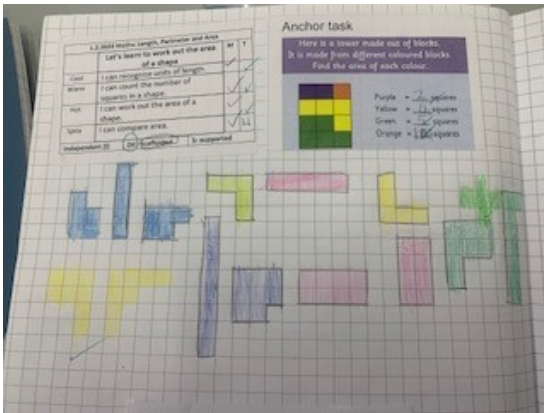 1.2.2024 Maths: Length, Perimeter and Area
Let's learn to work out the area
of a shape
M T
Cool I can recognise units of length.
Warm I can count the number of
squares in a shape.
Hot I can work out the area of a
shape.
Spicy I can compare area.
Independent (I) scaffolded S- supported
Anchor task
Here is a tower made out of blocks.
It is made from different coloured blocks.
Find the area of each colour.
Purple = squares
Yellow = squares
Green = squares
Orange = squares